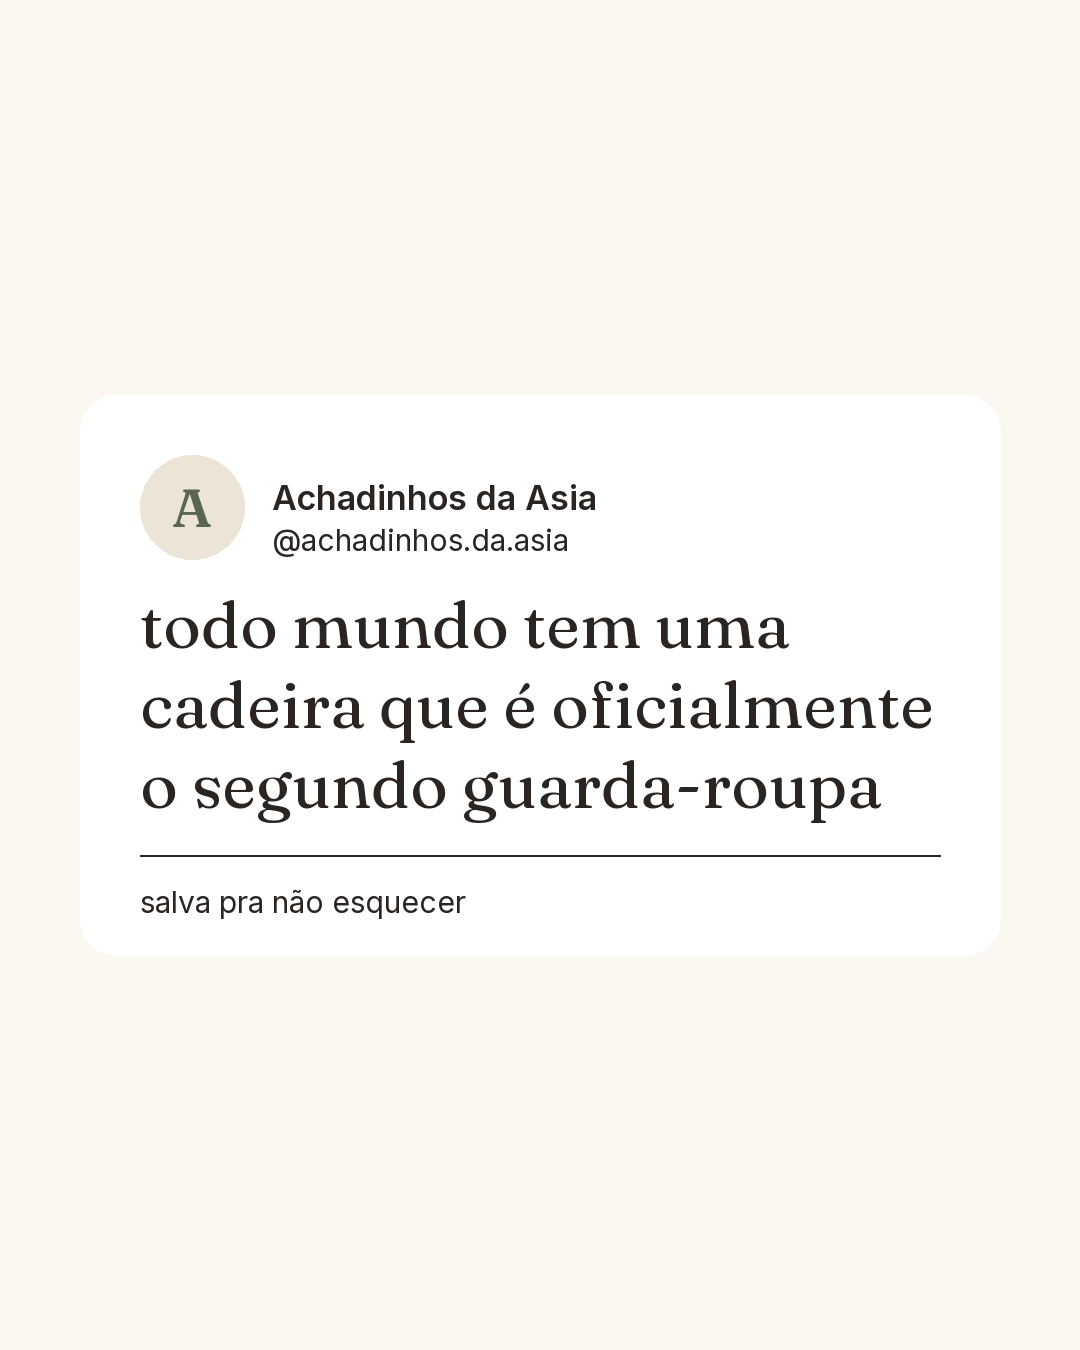 A
Achadinhos da Asia
@achadinhos.da.asia
todo mundo tem uma
cadeira que é oficialmente
o segundo guarda-roupa
salva pra não esquecer